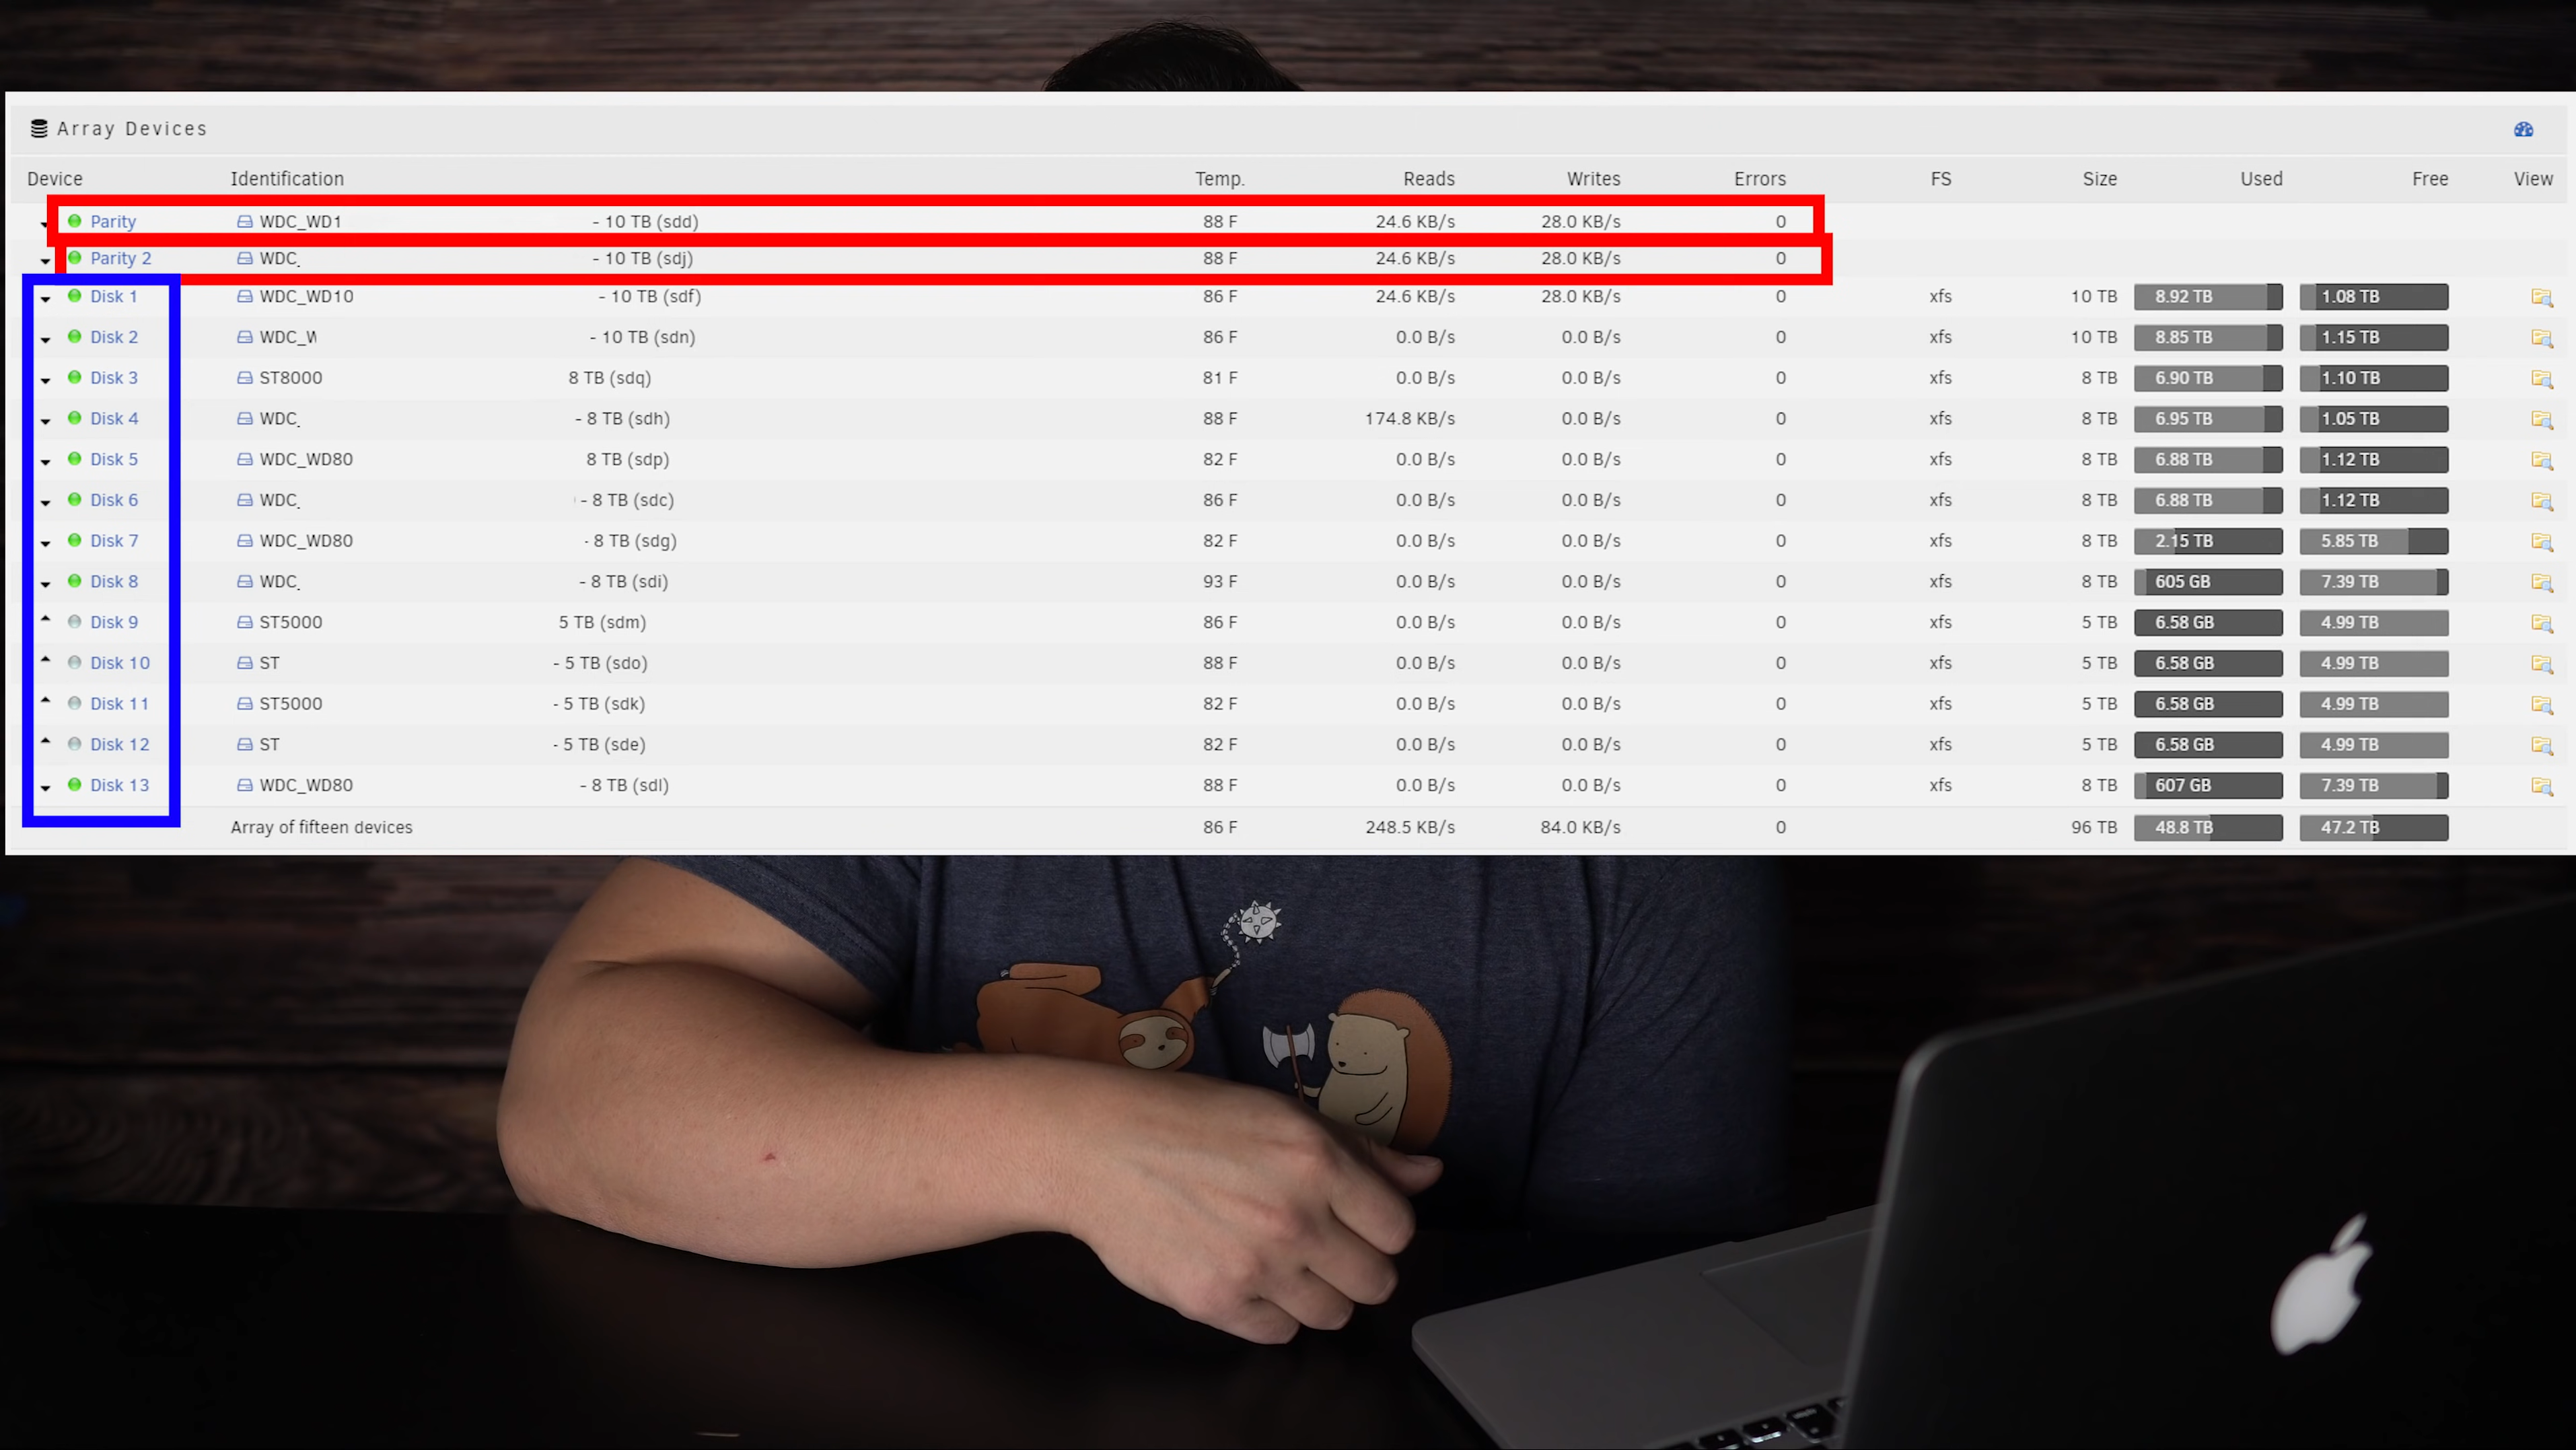 Array Devices
Device Identification Temp. Reads Writes Errors FS Size Used Free View
Parity WDC_WD1 - 10 TB (sdd) 88 F 24.6 KB/s 28.0 KB/s 0
Parity 2 WDC_ - 10 TB (sdj) 88 F 24.6 KB/s 28.0 KB/s 0
Disk 1 WDC_WD10 - 10 TB (sdf) 86 F 24.6 KB/s 28.0 KB/s 0 xfs 10 TB 8.92 TB 1.08 TB
Disk 2 WDC_W - 10 TB (sdn) 86 F 0.0 B/s 0.0 B/s 0 xfs 10 TB 8.85 TB 1.15 TB
Disk 3 ST8000 8 TB (sdq) 81 F 0.0 B/s 0.0 B/s 0 xfs 8 TB 6.90 TB 1.10 TB
Disk 4 WDC_ - 8 TB (sdh) 88 F 174.8 KB/s 0.0 B/s 0 xfs 8 TB 6.95 TB 1.05 TB
Disk 5 WDC_WD80 8 TB (sdp) 82 F 0.0 B/s 0.0 B/s 0 xfs 8 TB 6.88 TB 1.12 TB
Disk 6 WDC_ - 8 TB (sdc) 86 F 0.0 B/s 0.0 B/s 0 xfs 8 TB 6.88 TB 1.12 TB
Disk 7 WDC_WD80 - 8 TB (sdg) 82 F 0.0 B/s 0.0 B/s 0 xfs 8 TB 2.15 TB 5.85 TB
Disk 8 WDC_ - 8 TB (sdi) 93 F 0.0 B/s 0.0 B/s 0 xfs 8 TB 605 GB 7.39 TB
Disk 9 ST5000 5 TB (sdm) 86 F 0.0 B/s 0.0 B/s 0 xfs 5 TB 6.58 GB 4.99 TB
Disk 10 ST - 5 TB (sdo) 88 F 0.0 B/s 0.0 B/s 0 xfs 5 TB 6.58 GB 4.99 TB
Disk 11 ST5000 - 5 TB (sdk) 82 F 0.0 B/s 0.0 B/s 0 xfs 5 TB 6.58 GB 4.99 TB
Disk 12 ST - 5 TB (sde) 82 F 0.0 B/s 0.0 B/s 0 xfs 5 TB 6.58 GB 4.99 TB
Disk 13 WDC_WD80 - 8 TB (sdl) 88 F 0.0 B/s 0.0 B/s 0 xfs 8 TB 607 GB 7.39 TB
Array of fifteen devices 86 F 248.5 KB/s 84.0 KB/s 0 96 TB 48.8 TB 47.2 TB